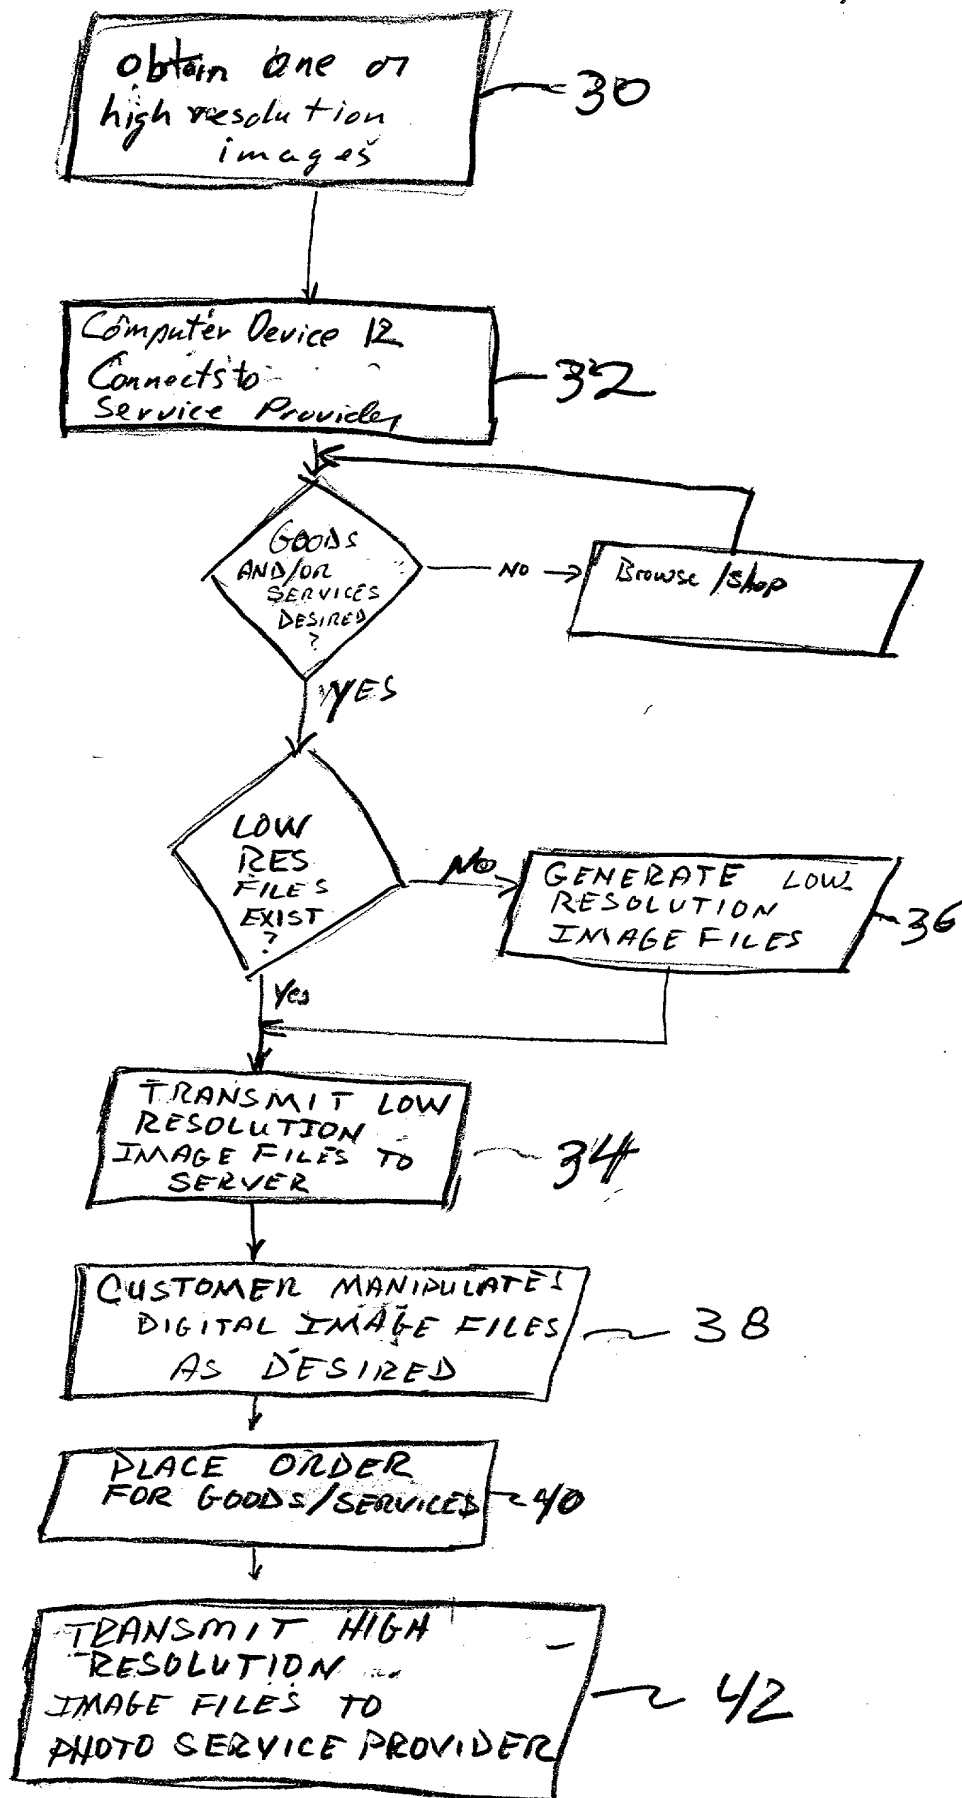 obtain one or
high resolution
images
30
Computer Device 12
Connects to
Service Provider
32
GOODS
AND/OR
SERVICES
DESIRED
?
NO
Browse/shop
YES
LOW
RES
FILES
EXIST
?
NO
GENERATE LOW
RESOLUTION
IMAGE FILES
36
Yes
TRANSMIT LOW
RESOLUTION
IMAGE FILES TO
SERVER
34
CUSTOMER MANIPULATES
DIGITAL IMAGE FILES
AS DESIRED
38
PLACE ORDER
FOR GOODS/SERVICES
40
TRANSMIT HIGH
RESOLUTION
IMAGE FILES TO
PHOTO SERVICE PROVIDER
42